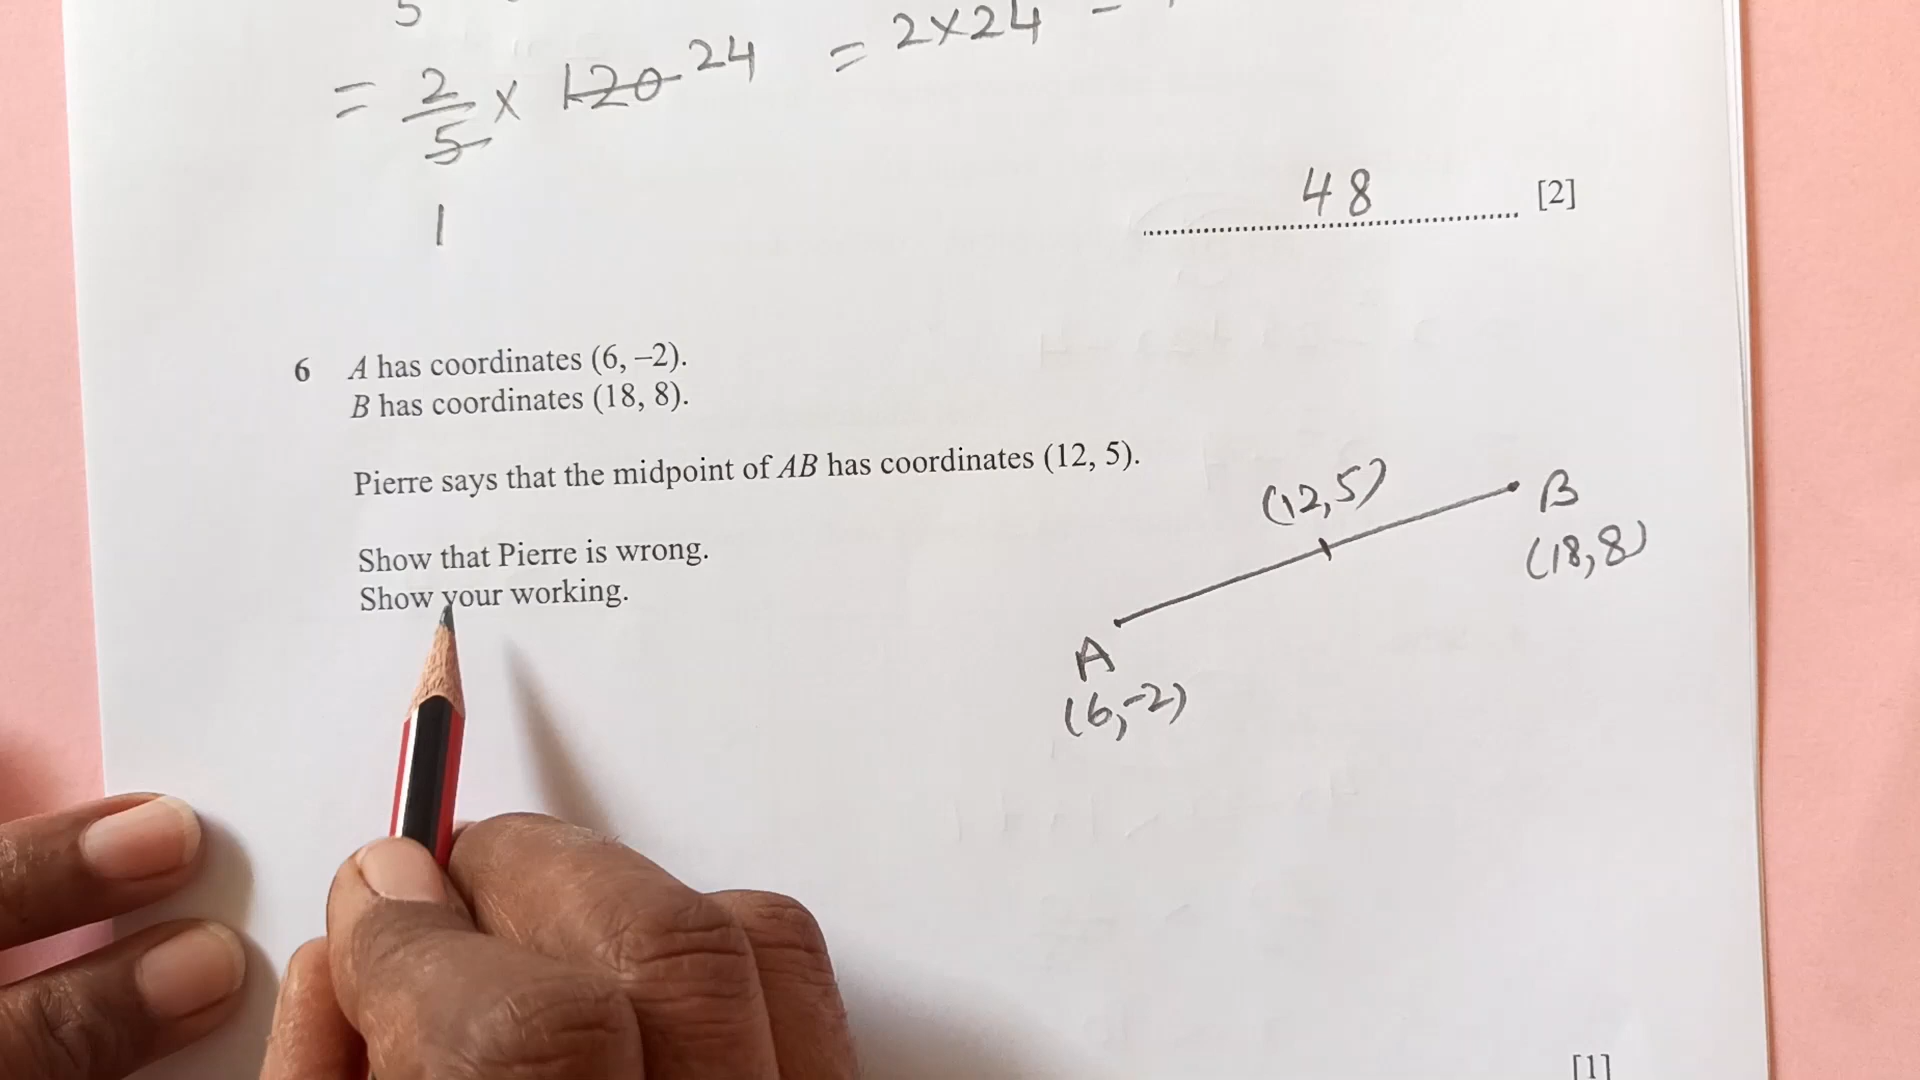 5
= 2/5 × 120 24 = 2×24 -
1
48 [2]
6 A has coordinates (6, –2).
B has coordinates (18, 8).
Pierre says that the midpoint of AB has coordinates (12, 5).
(12,5)
B
(18,8)
Show that Pierre is wrong.
Show your working.
A
(6,-2)
[1]